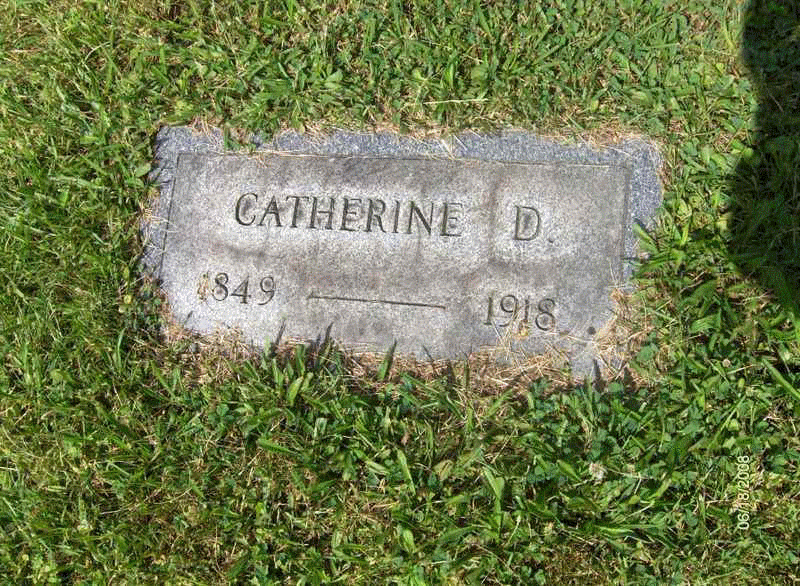 CATHERINE D.
1849 — 1918
06/18/2008